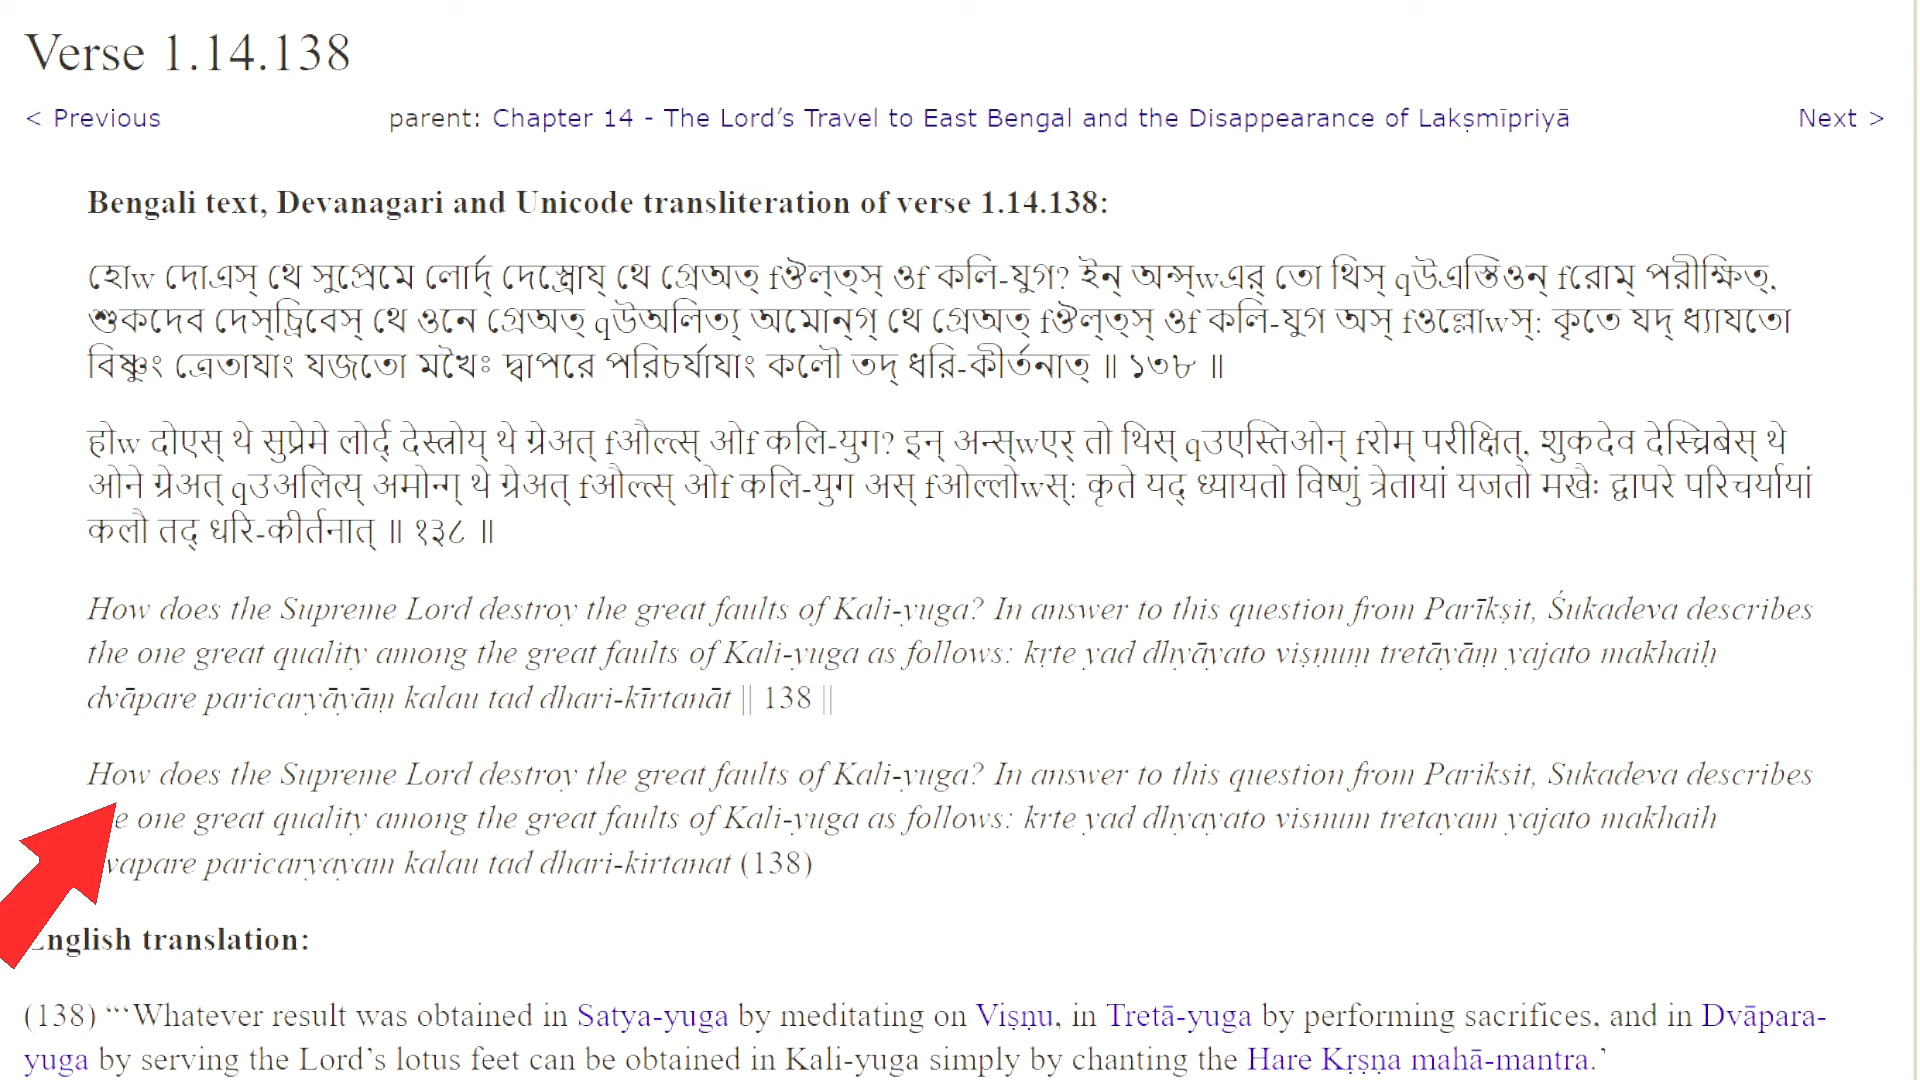 Verse 1.14.138
< Previous
parent: Chapter 14 - The Lord’s Travel to East Bengal and the Disappearance of Lakṣmīpriyā
Next >
Bengali text, Devanagari and Unicode transliteration of verse 1.14.138:
হোw দোএস্ থে সুপ্রেমে লোর্দ্ দেস্ত্রোয্ থে গ্রেঅত্ fঔল্ত্স্ ওf কলি-যুগ? ইন্ অন্স্wএর্ তো থিস্ qউএস্তিওন্ fরোম্ পরীক্ষিত্,
শুকদেব দেস্চ্রিবেস্ থে ওনে গ্রেঅত্ qউঅলিত্য্ অমোন্গ্ থে গ্রেঅত্ fঔল্ত্স্ ওf কলি-যুগ অস্ fওল্লোwস্: কৃতে যদ্ ধ্যাযতো
বিষ্ণুং ত্রেতাযাং যজতো মখৈঃ দ্বাপরে পরিচর্যাযাং কলৌ তদ্ ধরি-কীর্তনাত্ ॥ ১৩৮ ॥
होw दोएस् थे सुप्रेमे लोर्द् देस्त्रोय् थे ग्रेअत् fऔल्त्स् ओf कलि-युग? इन् अन्स्wएर् तो थिस् qउएस्तिओन् fरोम् परीक्षित्, शुकदेव देस्च्रिबेस् थे
ओने ग्रेअत् qउअलित्य् अमोन्ग् थे ग्रेअत् fऔल्त्स् ओf कलि-युग अस् fओल्लोwस्: कृते यद् ध्यायतो विष्णुं त्रेतायां यजतो मखैः द्वापरे परिचर्यायां
कलौ तद् धरि-कीर्तनात् ॥ १३८ ॥
How does the Supreme Lord destroy the great faults of Kali-yuga? In answer to this question from Parīkṣit, Śukadeva describes
the one great quality among the great faults of Kali-yuga as follows: kṛte yad dhyāyato viṣṇuṃ tretāyāṃ yajato makhaiḥ
dvāpare paricaryāyāṃ kalau tad dhari-kīrtanāt || 138 ||
How does the Supreme Lord destroy the great faults of Kali-yuga? In answer to this question from Pariksit, Sukadeva describes
e one great quality among the great faults of Kali-yuga as follows: krte yad dhyayato visnum tretayam yajato makhaih
vapare paricaryayam kalau tad dhari-kirtanat (138)
English translation:
(138) “‘Whatever result was obtained in Satya-yuga by meditating on Viṣṇu, in Tretā-yuga by performing sacrifices, and in Dvāpara-
yuga by serving the Lord’s lotus feet can be obtained in Kali-yuga simply by chanting the Hare Kṛṣṇa mahā-mantra.’